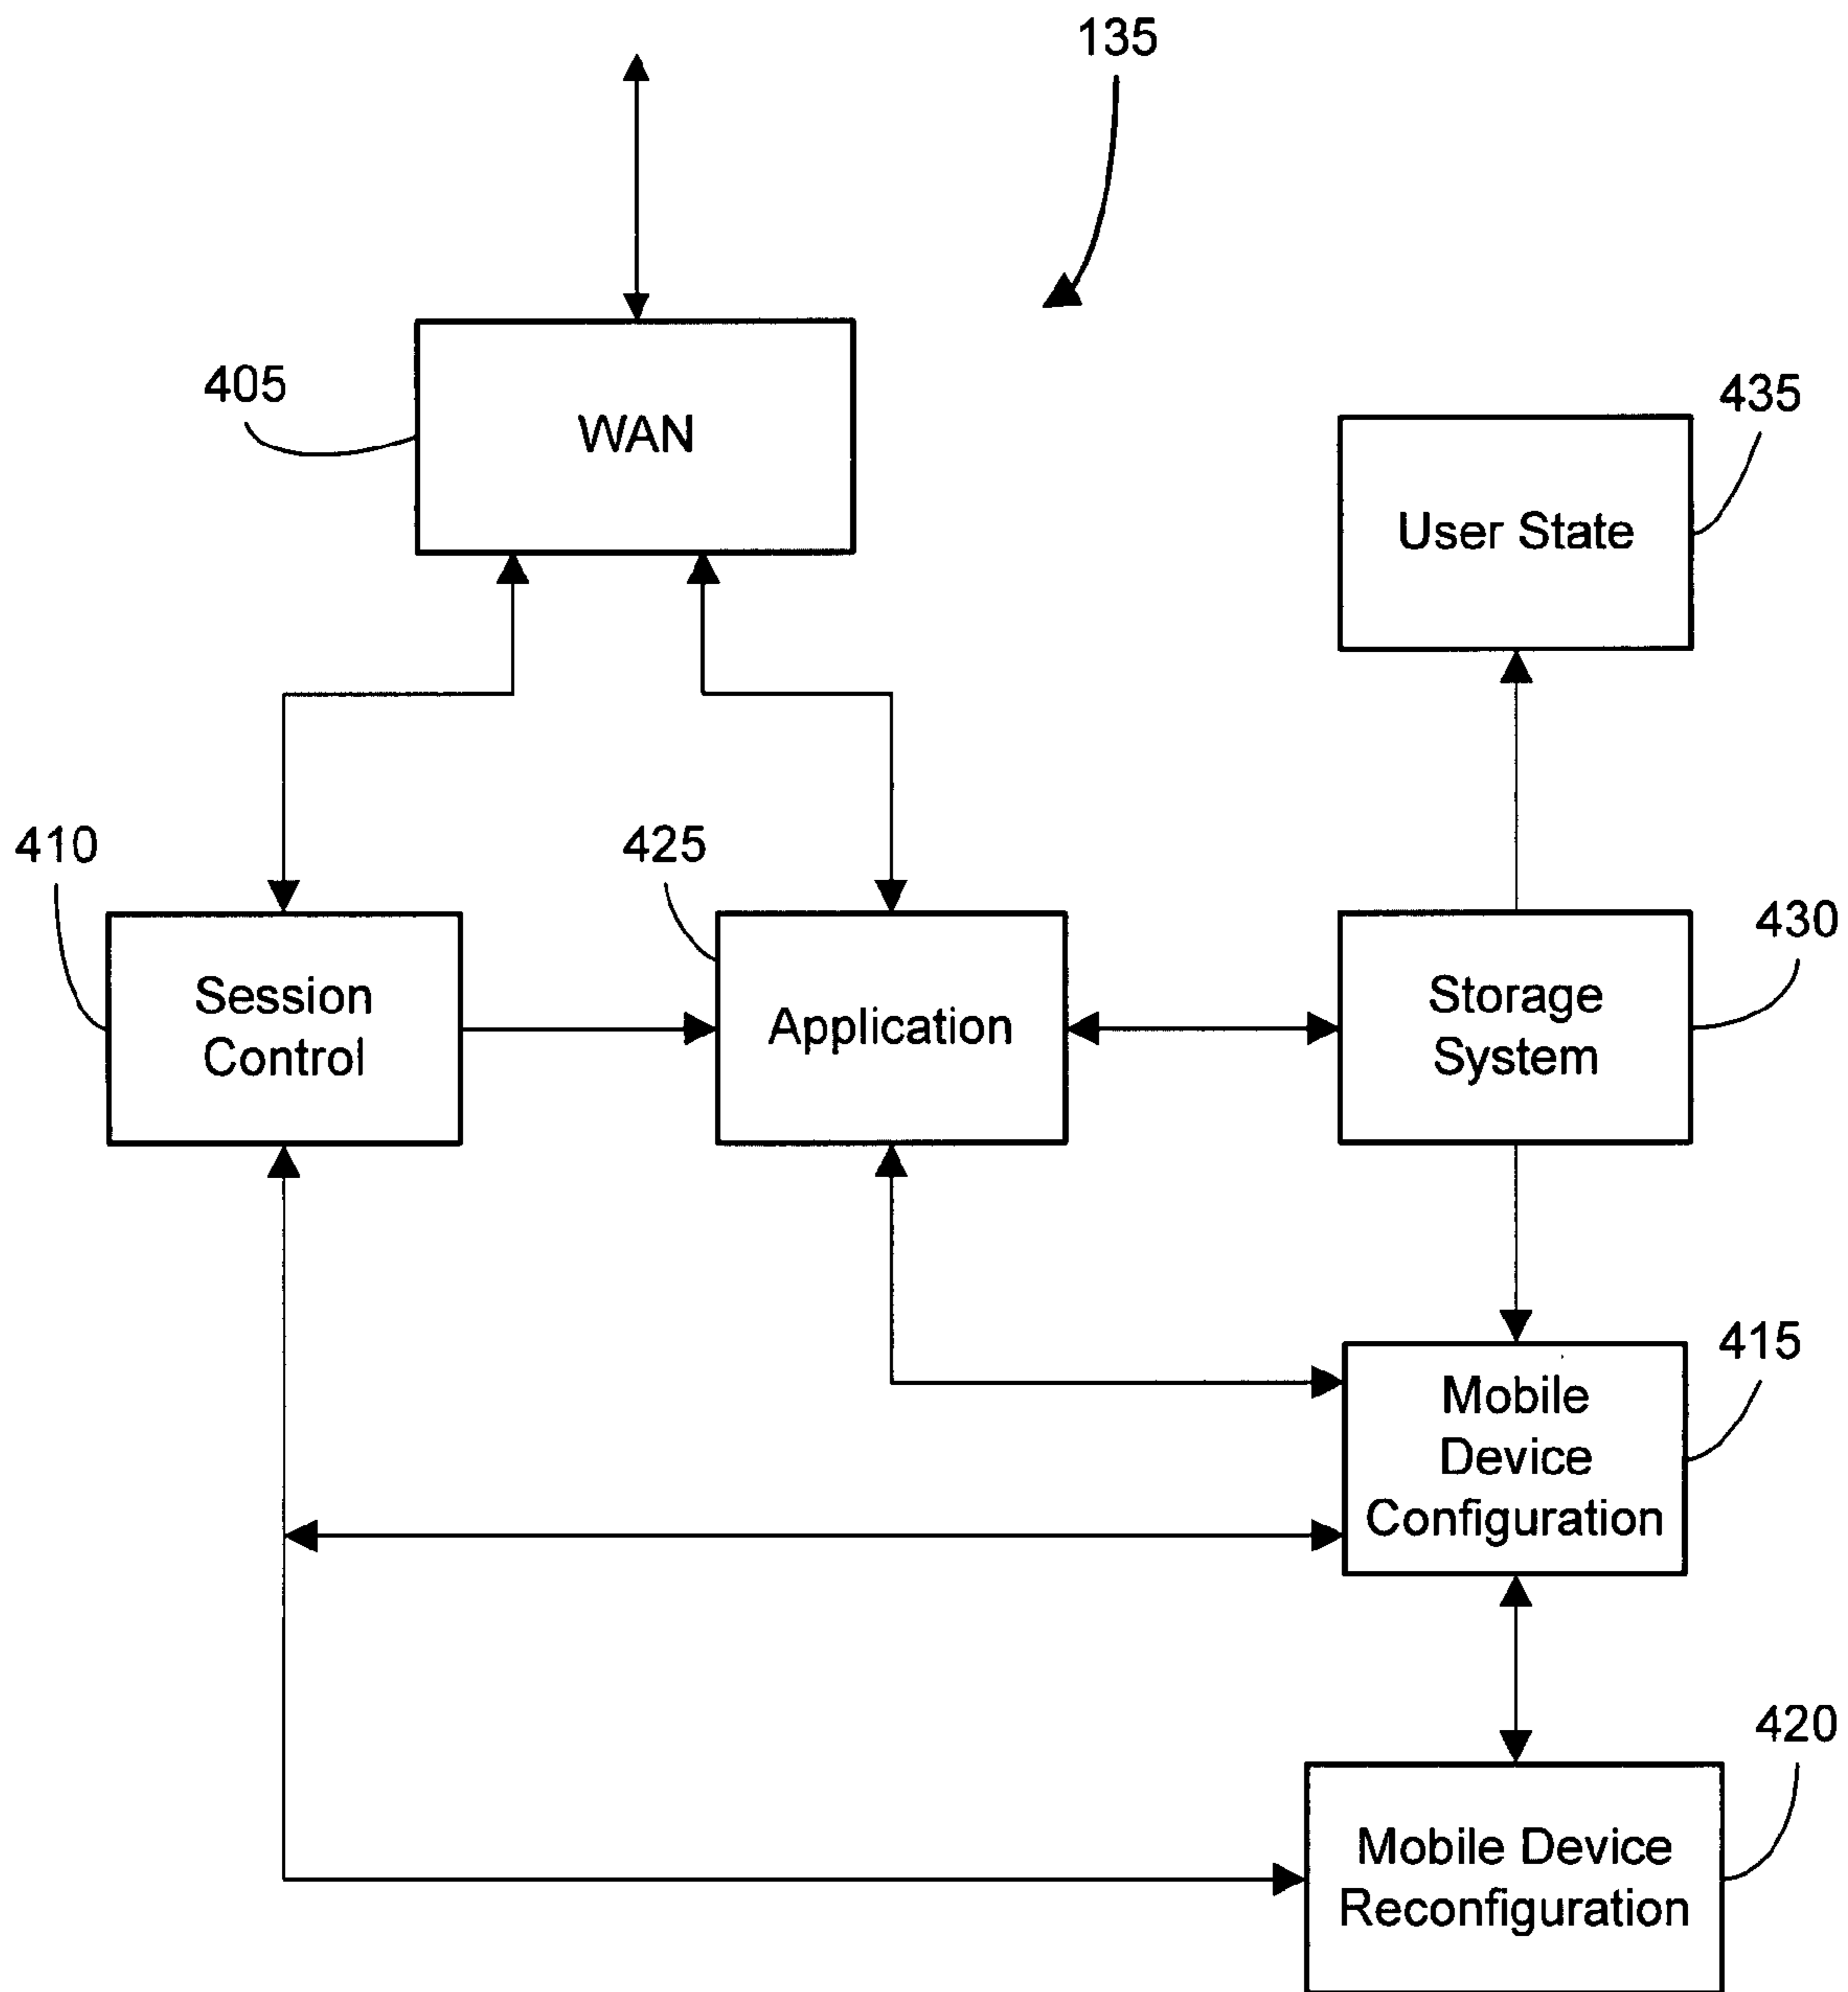 135
405
WAN
435
User State
410
425
430
Session
Control
Application
Storage
System
415
Mobile
Device
Configuration
420
Mobile Device
Reconfiguration